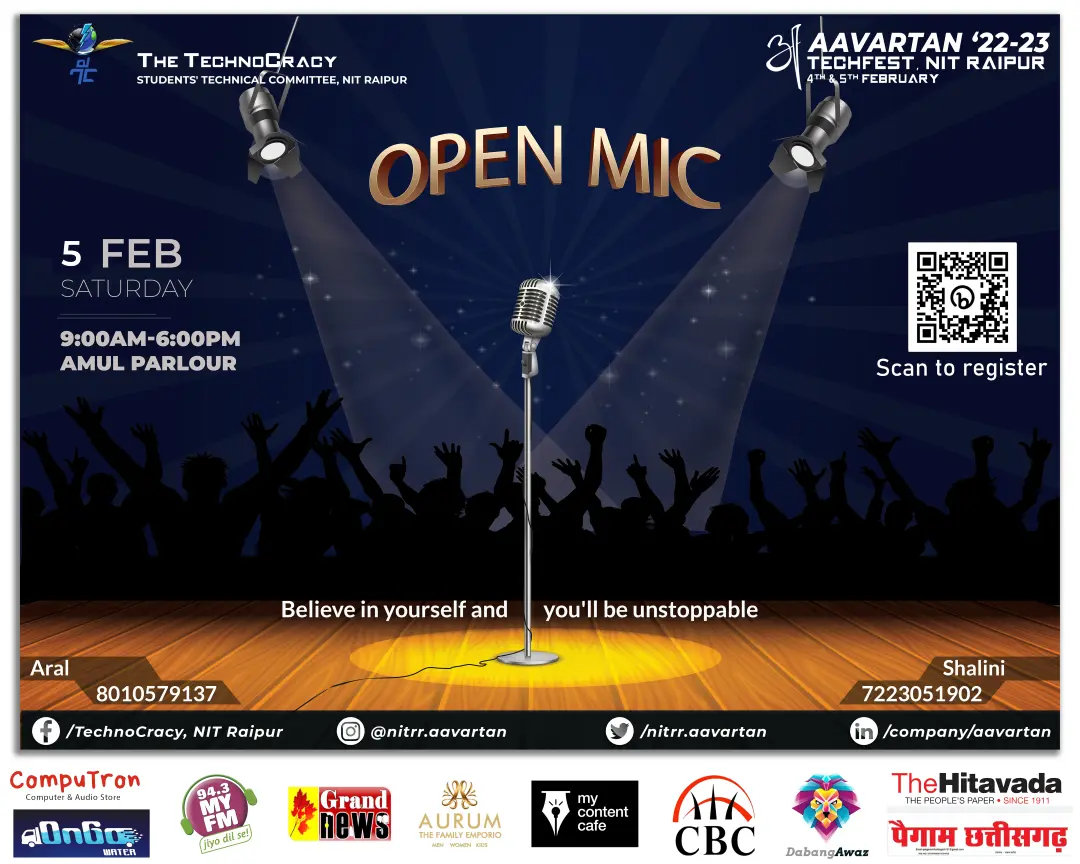 THE TECHNOCRACY
STUDENTS' TECHNICAL COMMITTEE, NIT RAIPUR
AAVARTAN '22-23
TECHFEST, NIT RAIPUR
4TH & 5TH FEBRUARY
OPEN MIC
5 FEB
SATURDAY
9:00AM-6:00PM
AMUL PARLOUR
Scan to register
Believe in yourself and you'll be unstoppable
Aral
8010579137
Shalini
7223051902
/TechnoCracy, NIT Raipur
@nitrr.aavartan
/nitrr.aavartan
/company/aavartan
CompuTron
Computer & Audio Store
OnGo
WATER
94.3
MY
FM
jiyo dil se!
Grand
news
AURUM
THE FAMILY EMPORIO
MEN WOMEN KIDS
my
content
cafe
CBC
DabangAwaz
TheHitavada
THE PEOPLE'S PAPER • SINCE 1911
पैगाम छत्तीसगढ़